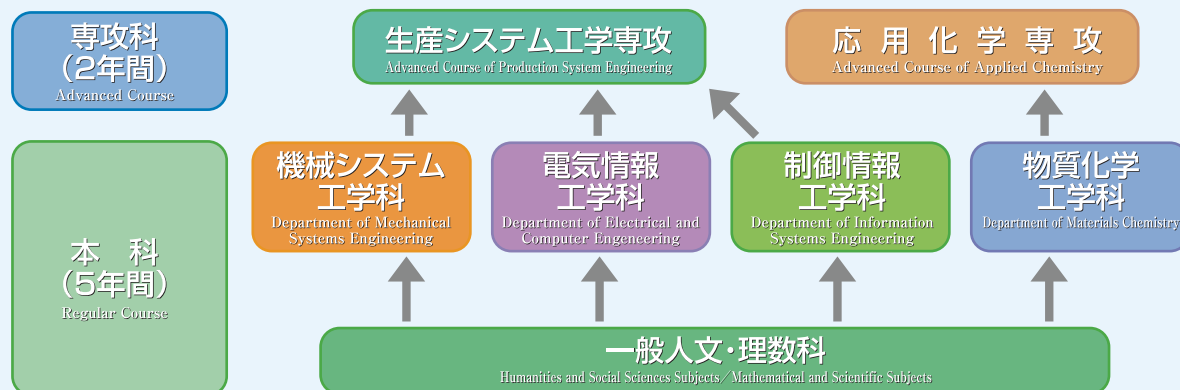 専攻科
（2年間）
Advanced Course
生産システム工学専攻
Advanced Course of Production System Engineering
応用化学専攻
Advanced Course of Applied Chemistry
本　科
（5年間）
Regular Course
機械システム
工学科
Department of Mechanical
Systems Engineering
電気情報
工学科
Department of Electrical and
Computer Engeneering
制御情報
工学科
Department of Information
Systems Engineering
物質化学
工学科
Department of Materials Chemistry
一般人文・理数科
Humanities and Social Sciences Subjects／Mathematical and Scientific Subjects